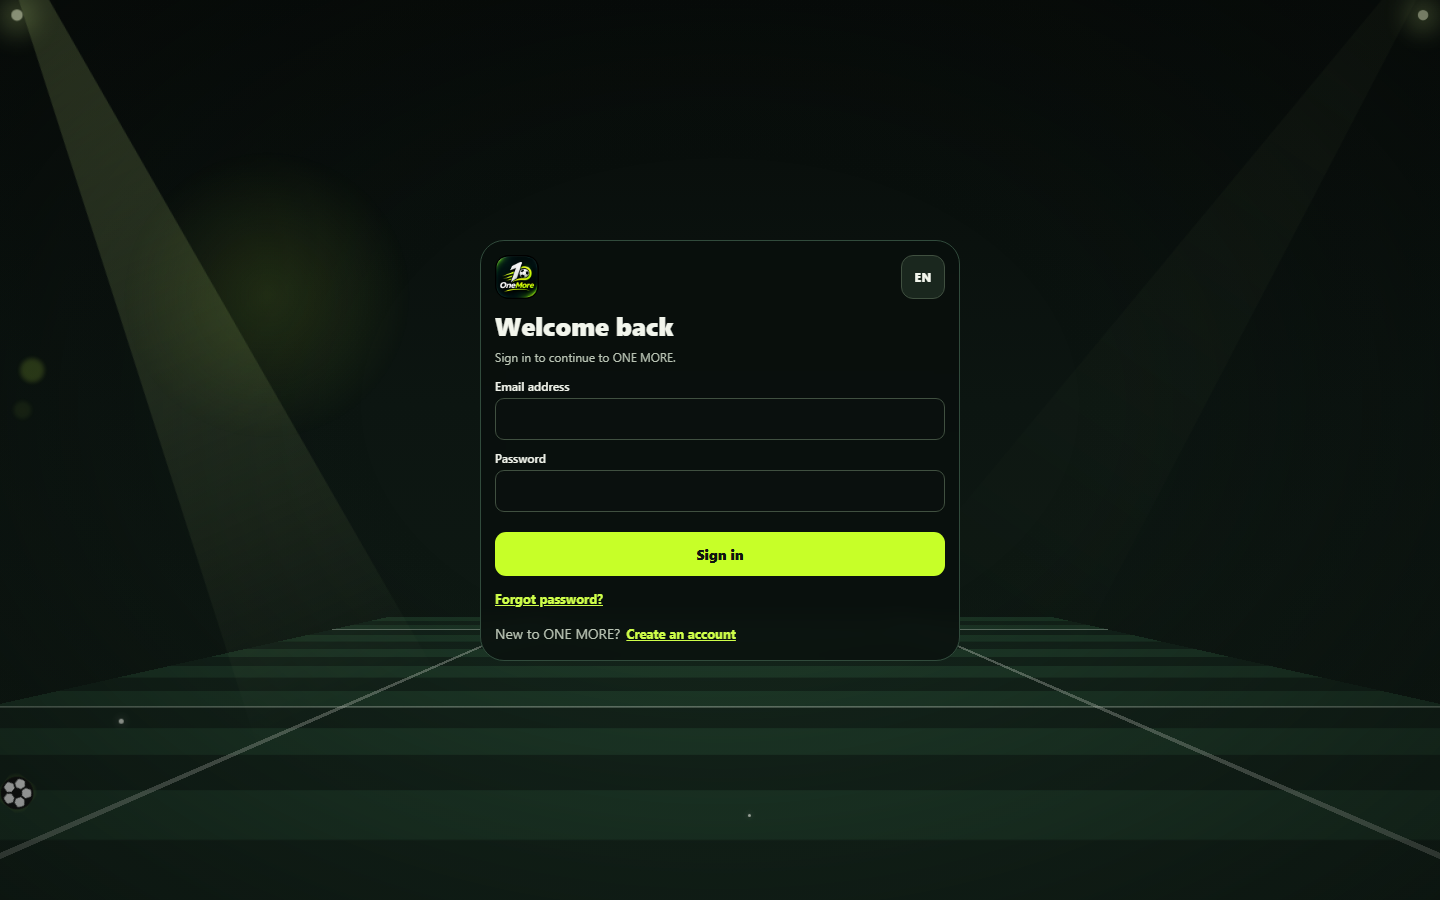 OneMore
EN
Welcome back
Sign in to continue to ONE MORE.
Email address
Password
Sign in
Forgot password?
New to ONE MORE? Create an account